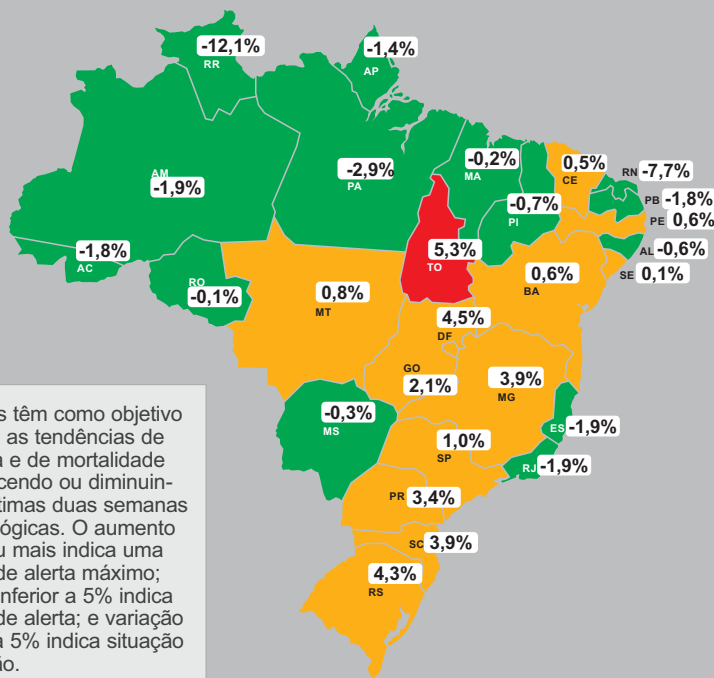 -12,1%
RR
-1,4%
AP
AM
-1,9%
-2,9%
PA
-0,2%
MA
0,5%
CE
RN -7,7%
-0,7%
PI
PB -1,8%
PE 0,6%
AL -0,6%
SE 0,1%
-1,8%
AC
RO
-0,1%
5,3%
TO
0,6%
BA
0,8%
MT
4,5%
DF
GO
2,1%
3,9%
MG
-0,3%
MS
ES -1,9%
1,0%
SP
RJ -1,9%
PR 3,4%
SC 3,9%
4,3%
RS
s têm como objetivo
as tendências de
a e de mortalidade
cendo ou diminuin-
timas duas semanas
ógicas. O aumento
u mais indica uma
de alerta máximo;
inferior a 5% indica
de alerta; e variação
a 5% indica situação
ão.